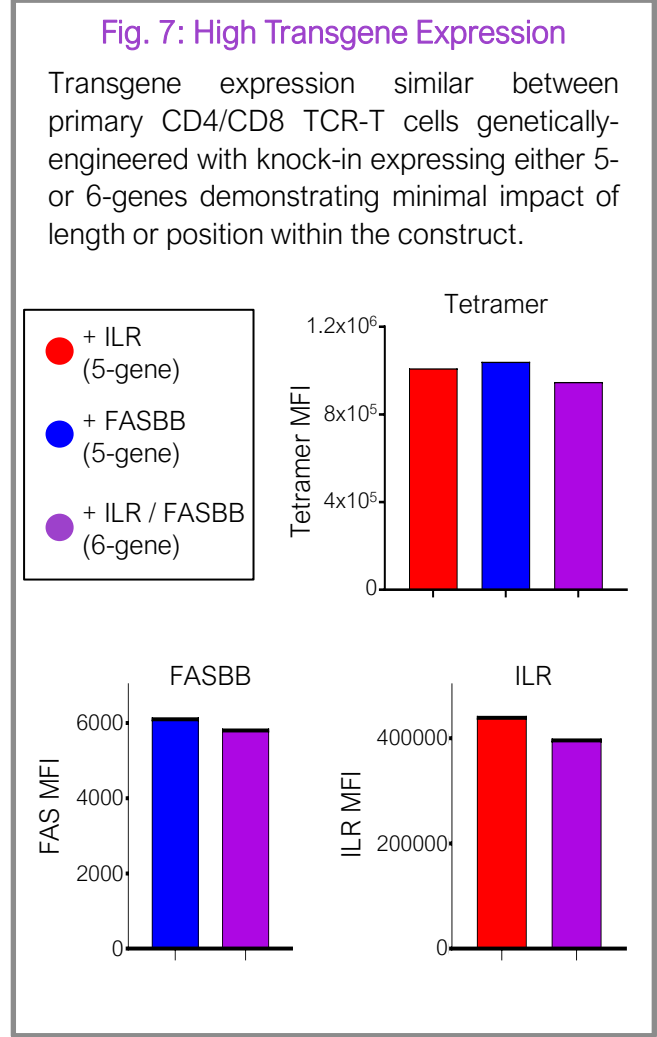 Fig. 7: High Transgene Expression
Transgene expression similar between
primary CD4/CD8 TCR-T cells genetically-
engineered with knock-in expressing either 5-
or 6-genes demonstrating minimal impact of
length or position within the construct.
+ ILR
(5-gene)
+ FASBB
(5-gene)
+ ILR / FASBB
(6-gene)
Tetramer
Tetramer MFI
1.2x10⁶
8x10⁵
4x10⁵
0
FASBB
FAS MFI
6000
4000
2000
0
ILR
ILR MFI
400000
200000
0